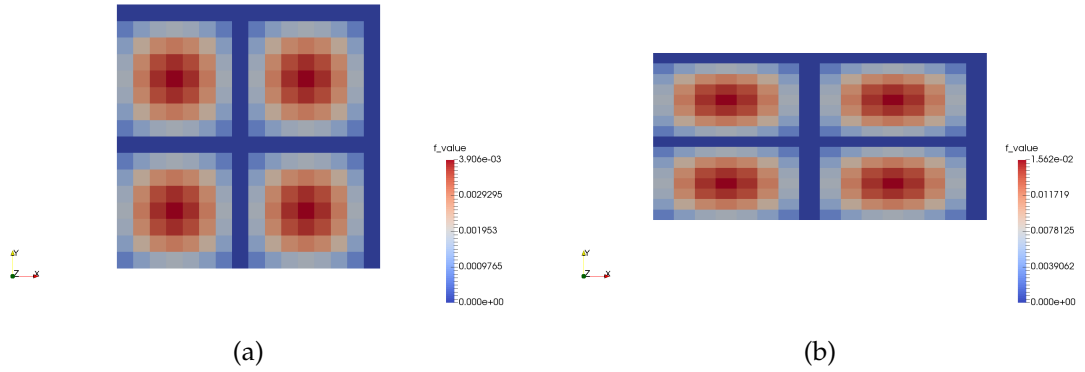 f_value
3.906e-03
0.0029295
0.001953
0.0009765
0.000e+00
Y
Z
X
(a)
f_value
1.562e-02
0.011719
0.0078125
0.0039062
0.000e+00
Y
Z
X
(b)